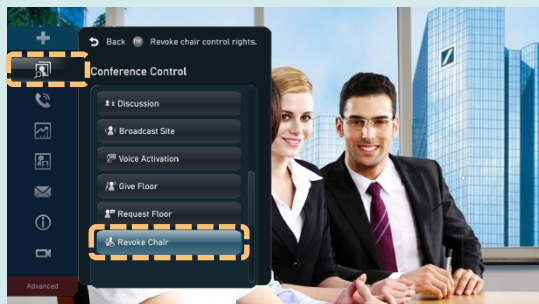 Back OK Revoke chair control rights.
Conference Control
Discussion
Broadcast Site
Voice Activation
Give Floor
Request Floor
Revoke Chair
Advanced